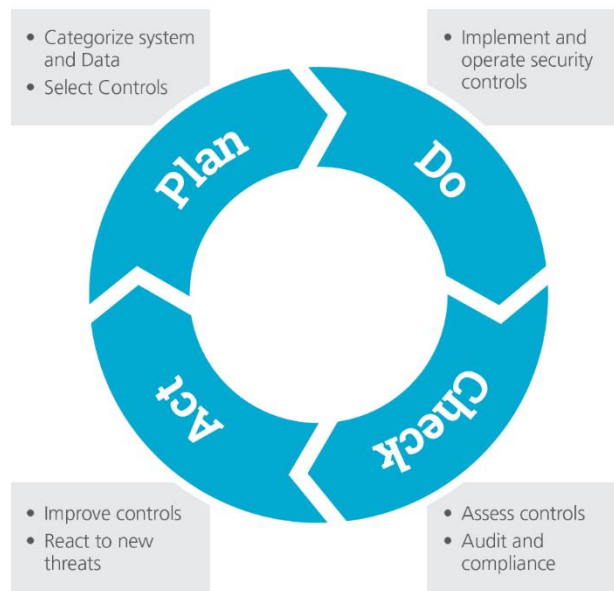 • Categorize system
and Data
• Select Controls
• Implement and
operate security
controls
Plan
Do
Act
Check
• Improve controls
• React to new
threats
• Assess controls
• Audit and
compliance